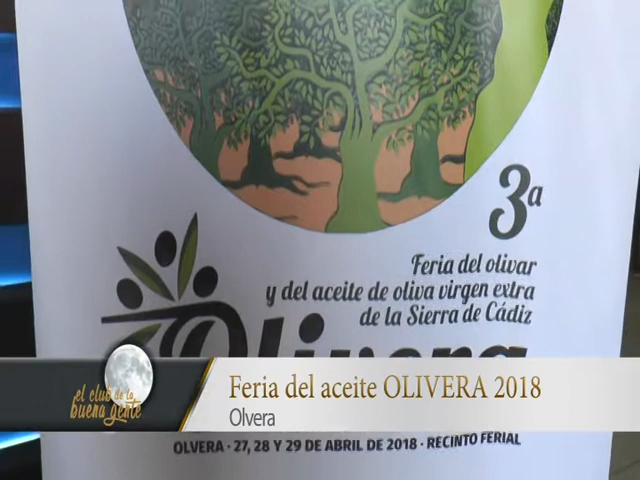 3ª
Feria del olivar
y del aceite de oliva virgen extra
de la Sierra de Cádiz
Olivera
el club de la
buena gente
Feria del aceite OLIVERA 2018
Olvera
OLVERA · 27, 28 Y 29 DE ABRIL DE 2018 · RECINTO FERIAL